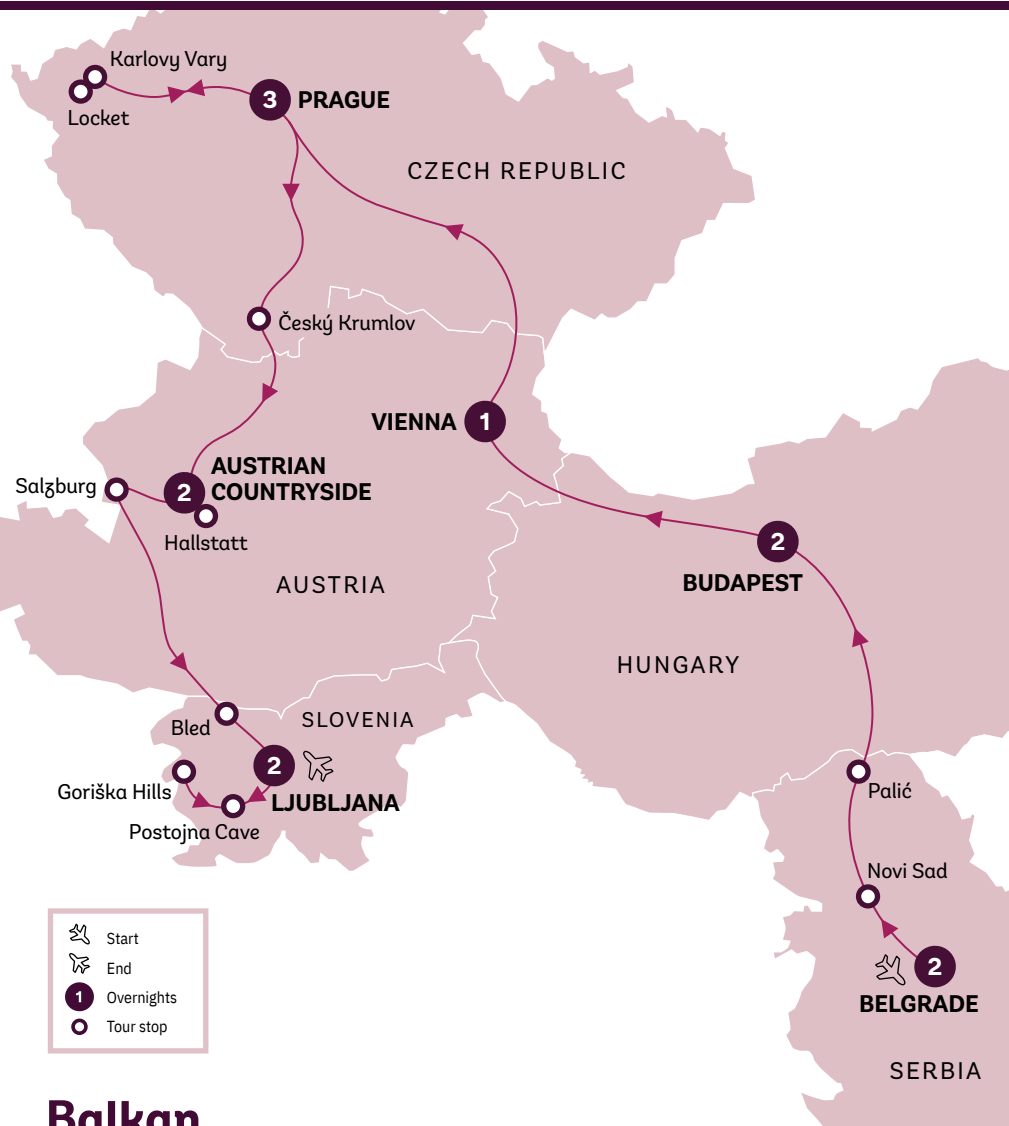 Karlovy Vary
Locket
3 PRAGUE
CZECH REPUBLIC
Český Krumlov
VIENNA 1
AUSTRIAN
2 COUNTRYSIDE
Salzburg
Hallstatt
2
BUDAPEST
AUSTRIA
HUNGARY
SLOVENIA
Bled
2
LJUBLJANA
Goriška Hills
Postojna Cave
Palić
Novi Sad
2
BELGRADE
SERBIA
Start
End
1 Overnights
Tour stop
Balkan